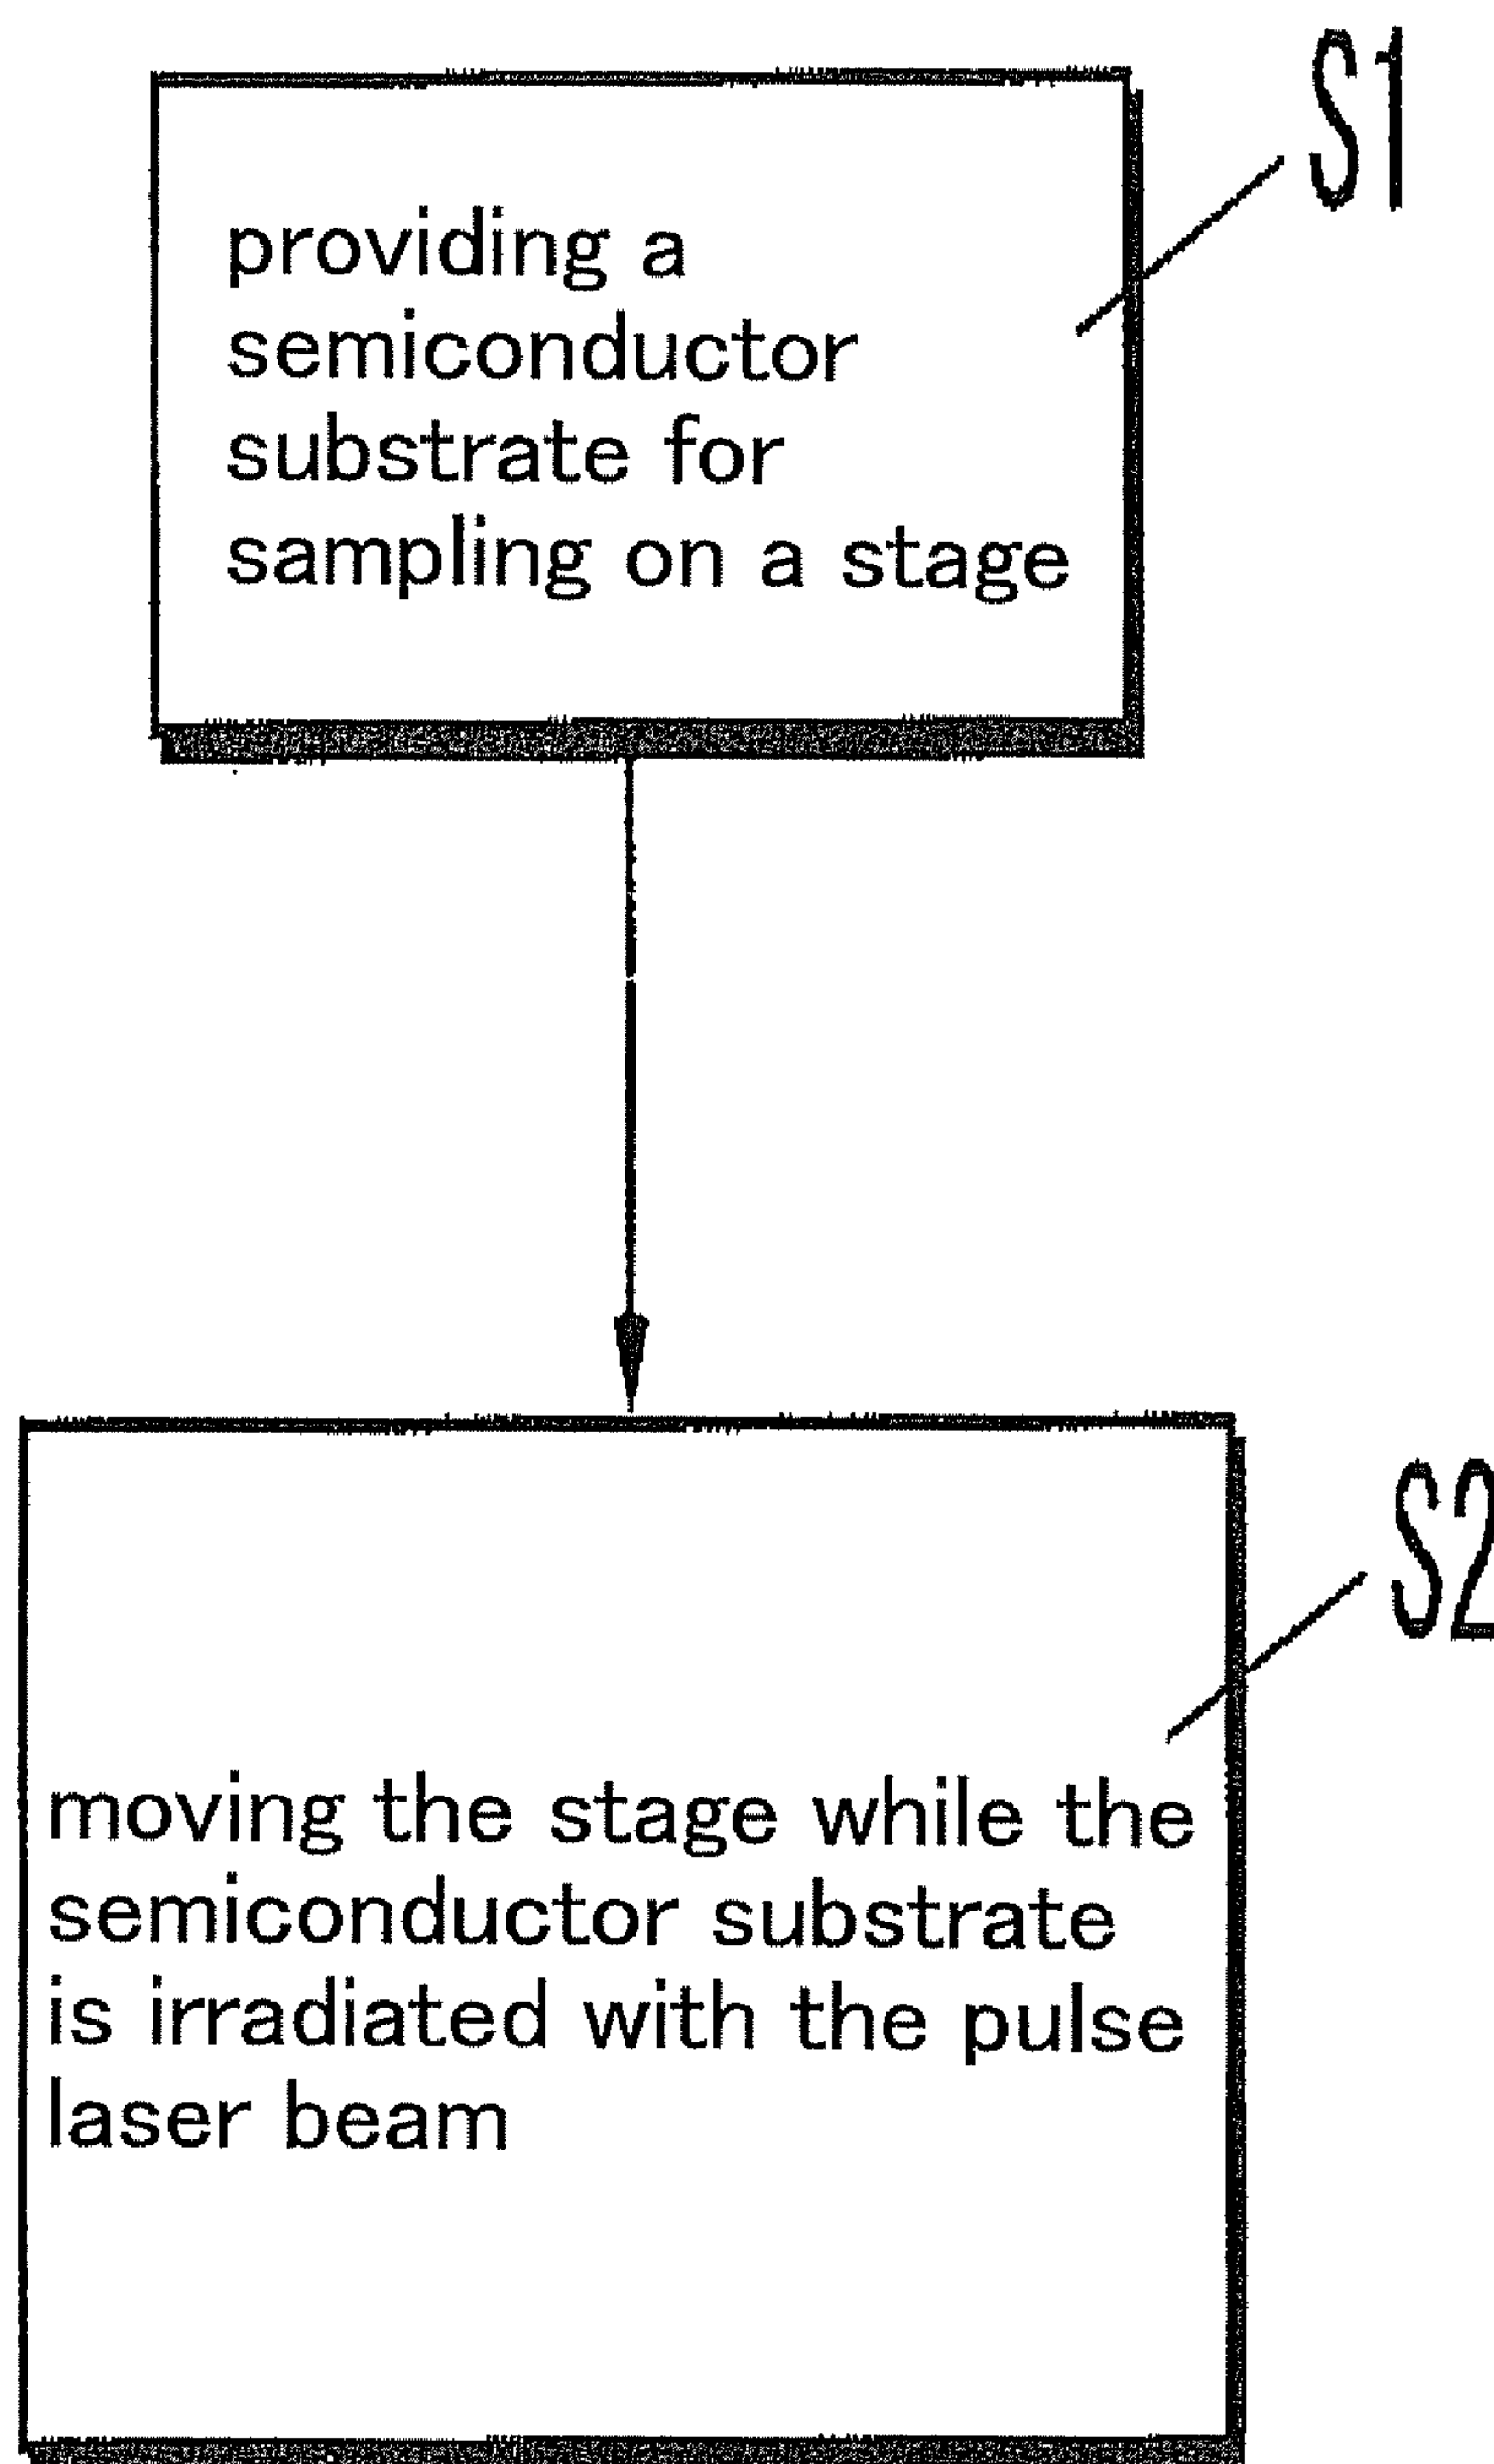 S1
providing a
semiconductor
substrate for
sampling on a stage
S2
moving the stage while the
semiconductor substrate
is irradiated with the pulse
laser beam